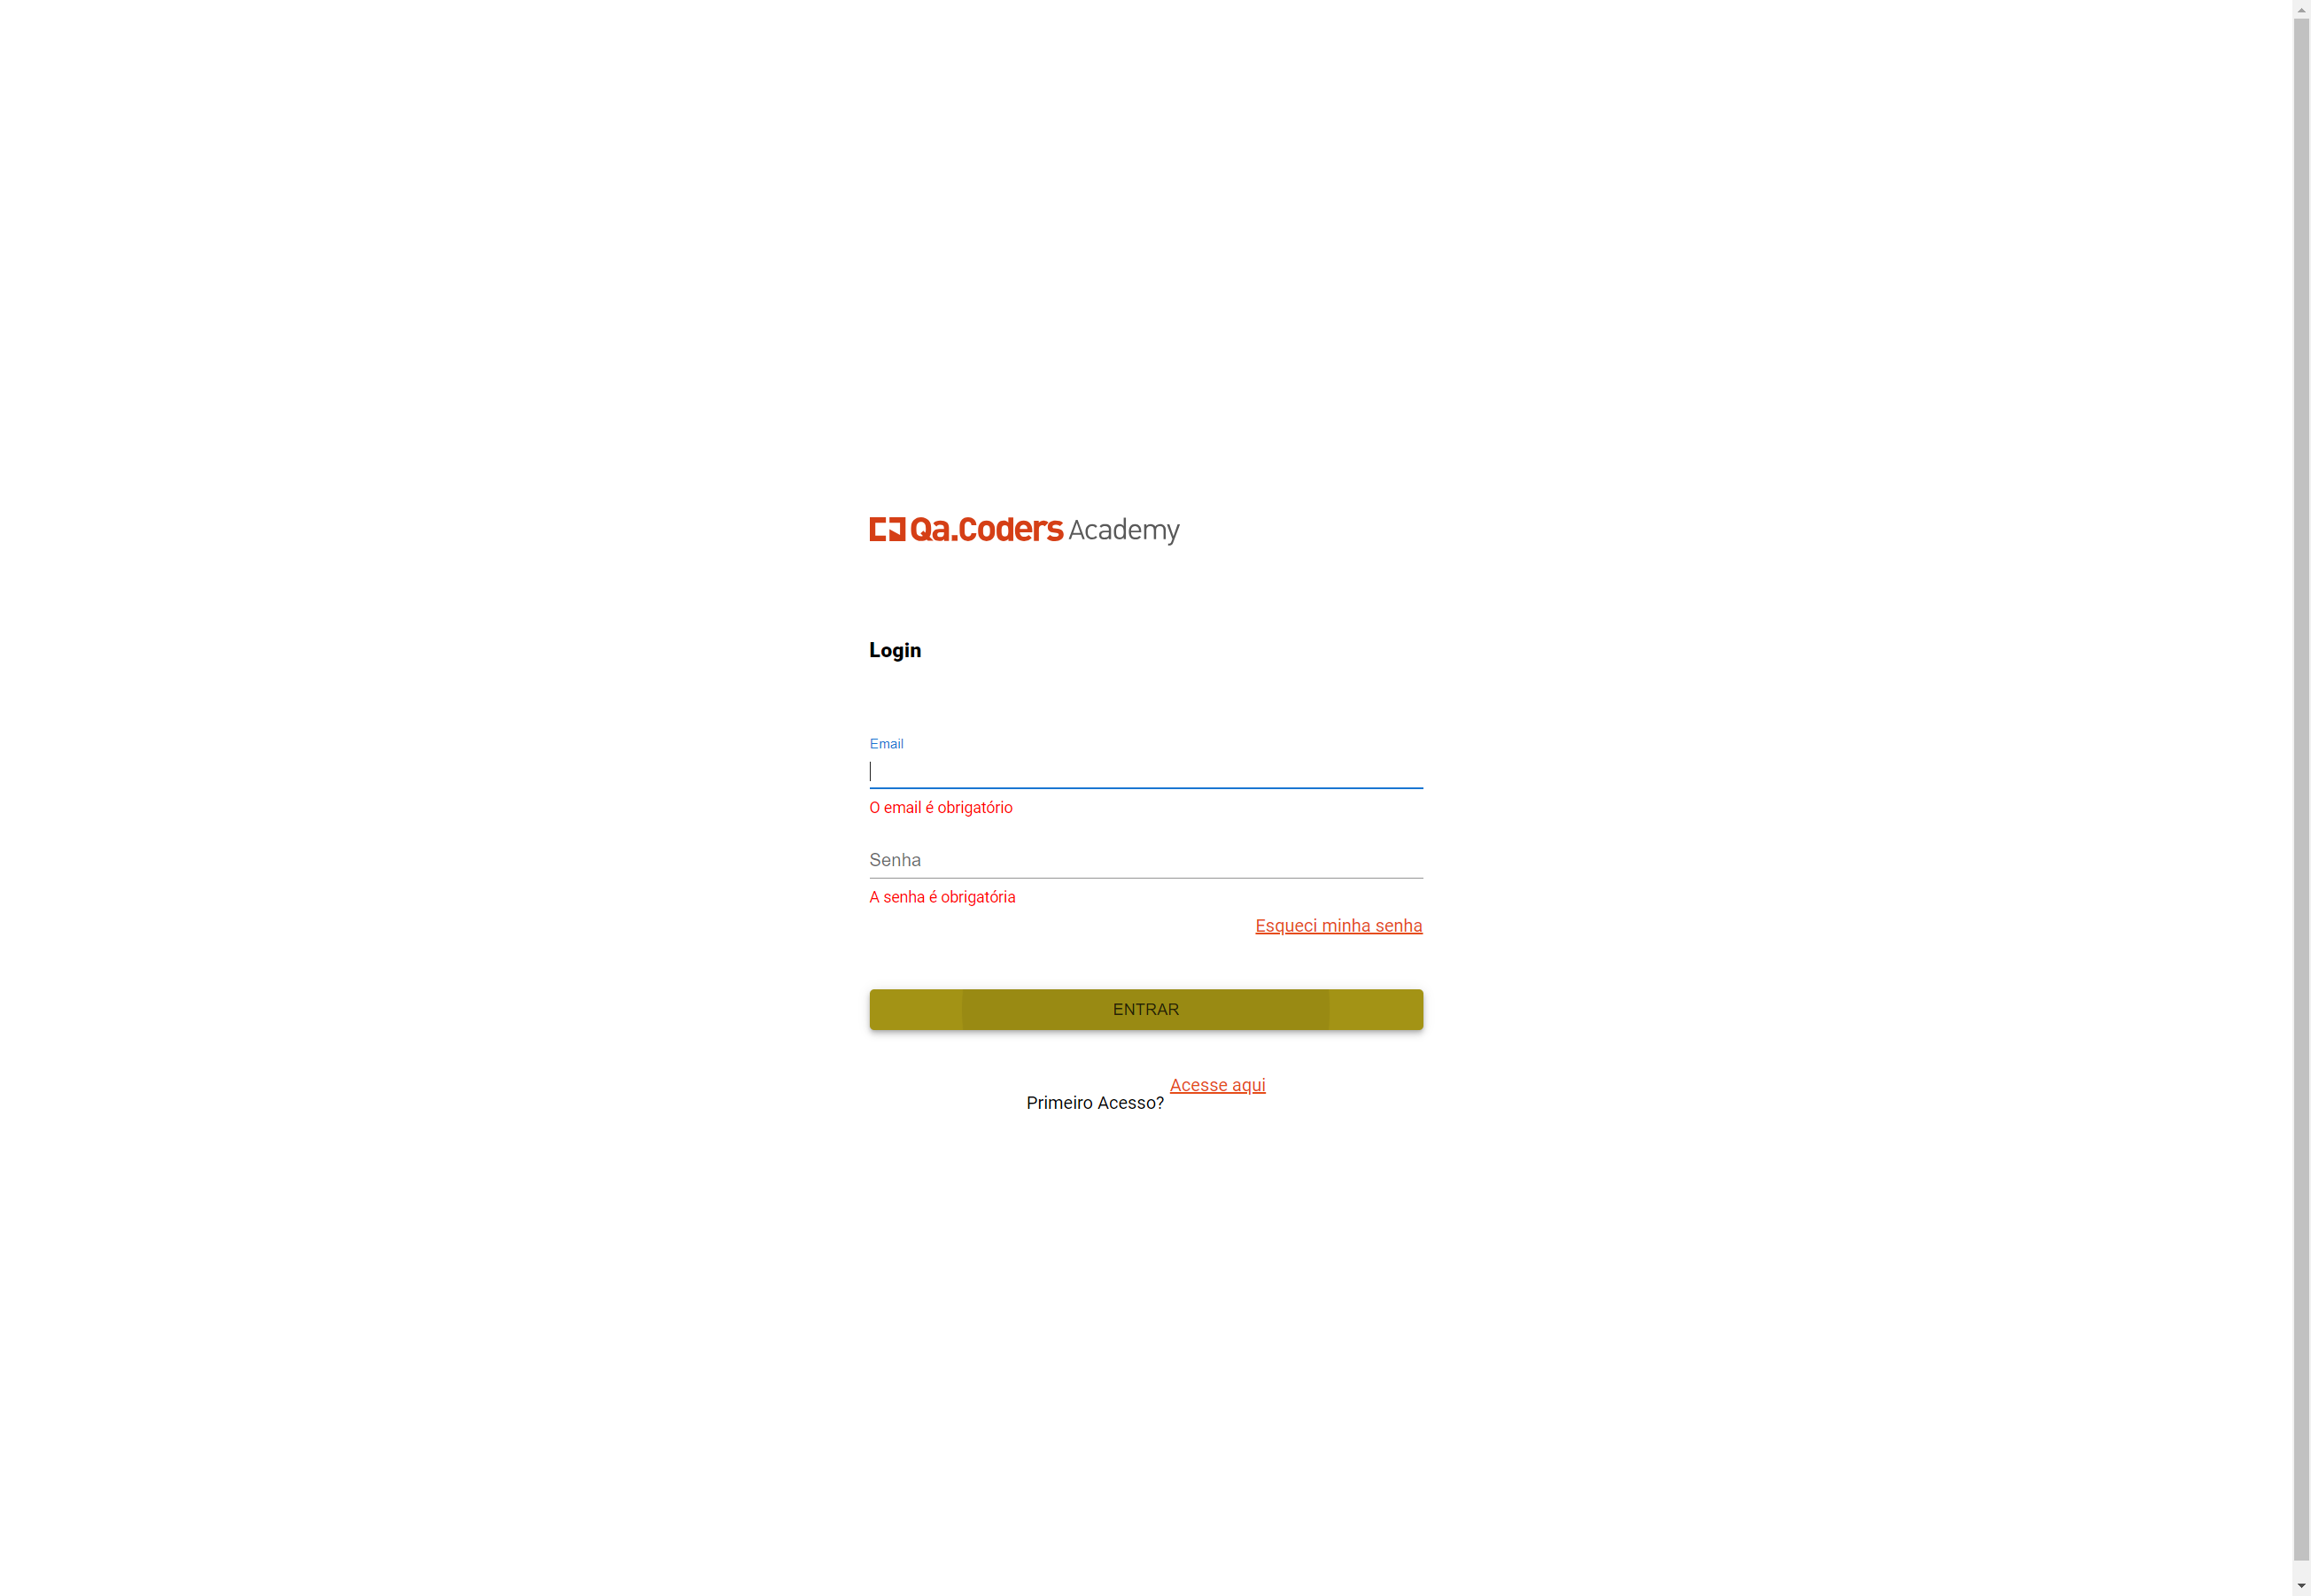 Qa.Coders Academy
Login
Email
O email é obrigatório
Senha
A senha é obrigatória
Esqueci minha senha
ENTRAR
Primeiro Acesso? Acesse aqui